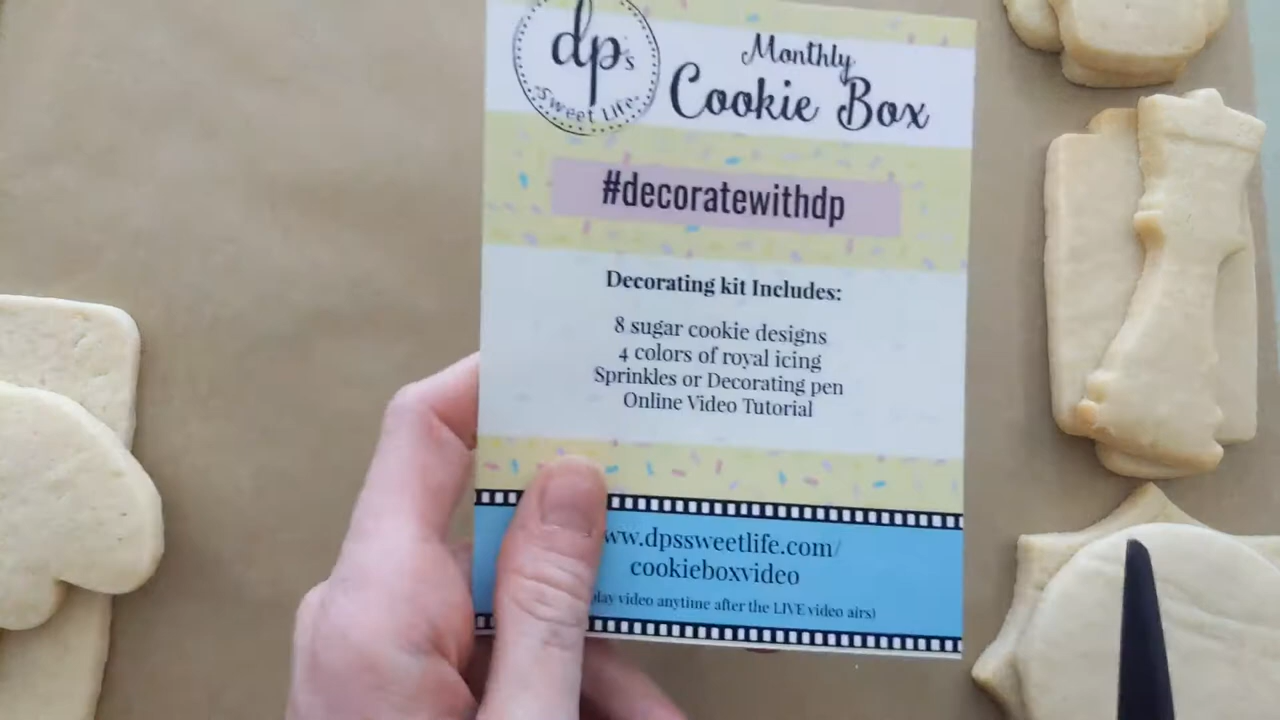 dp's
Sweet Life
Monthly
Cookie Box
#decoratewithdp
Decorating kit Includes:
8 sugar cookie designs
4 colors of royal icing
Sprinkles or Decorating pen
Online Video Tutorial
ww.dpssweetlife.com/
cookieboxvideo
play video anytime after the LIVE video airs)